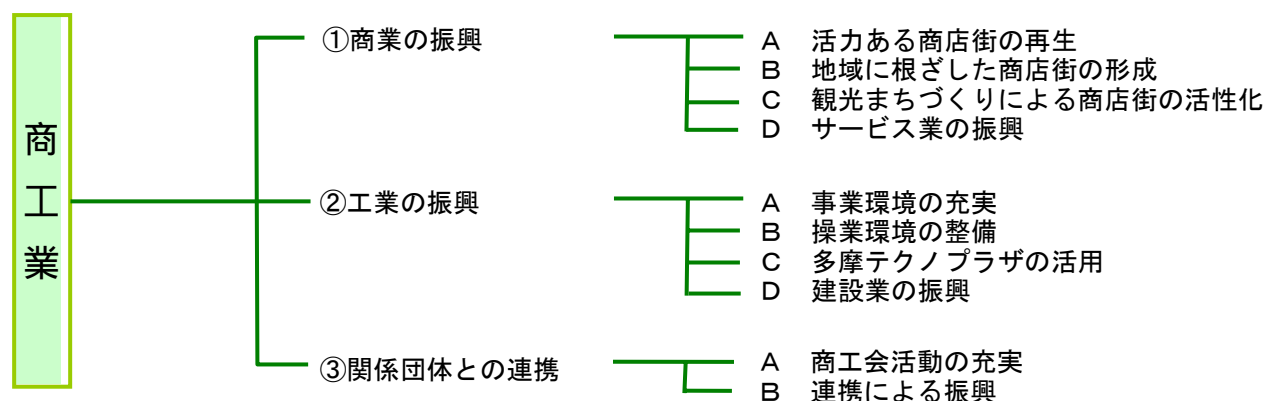 商工業
①商業の振興
A 活力ある商店街の再生
B 地域に根ざした商店街の形成
C 観光まちづくりによる商店街の活性化
D サービス業の振興
②工業の振興
A 事業環境の充実
B 操業環境の整備
C 多摩テクノプラザの活用
D 建設業の振興
③関係団体との連携
A 商工会活動の充実
B 連携による振興